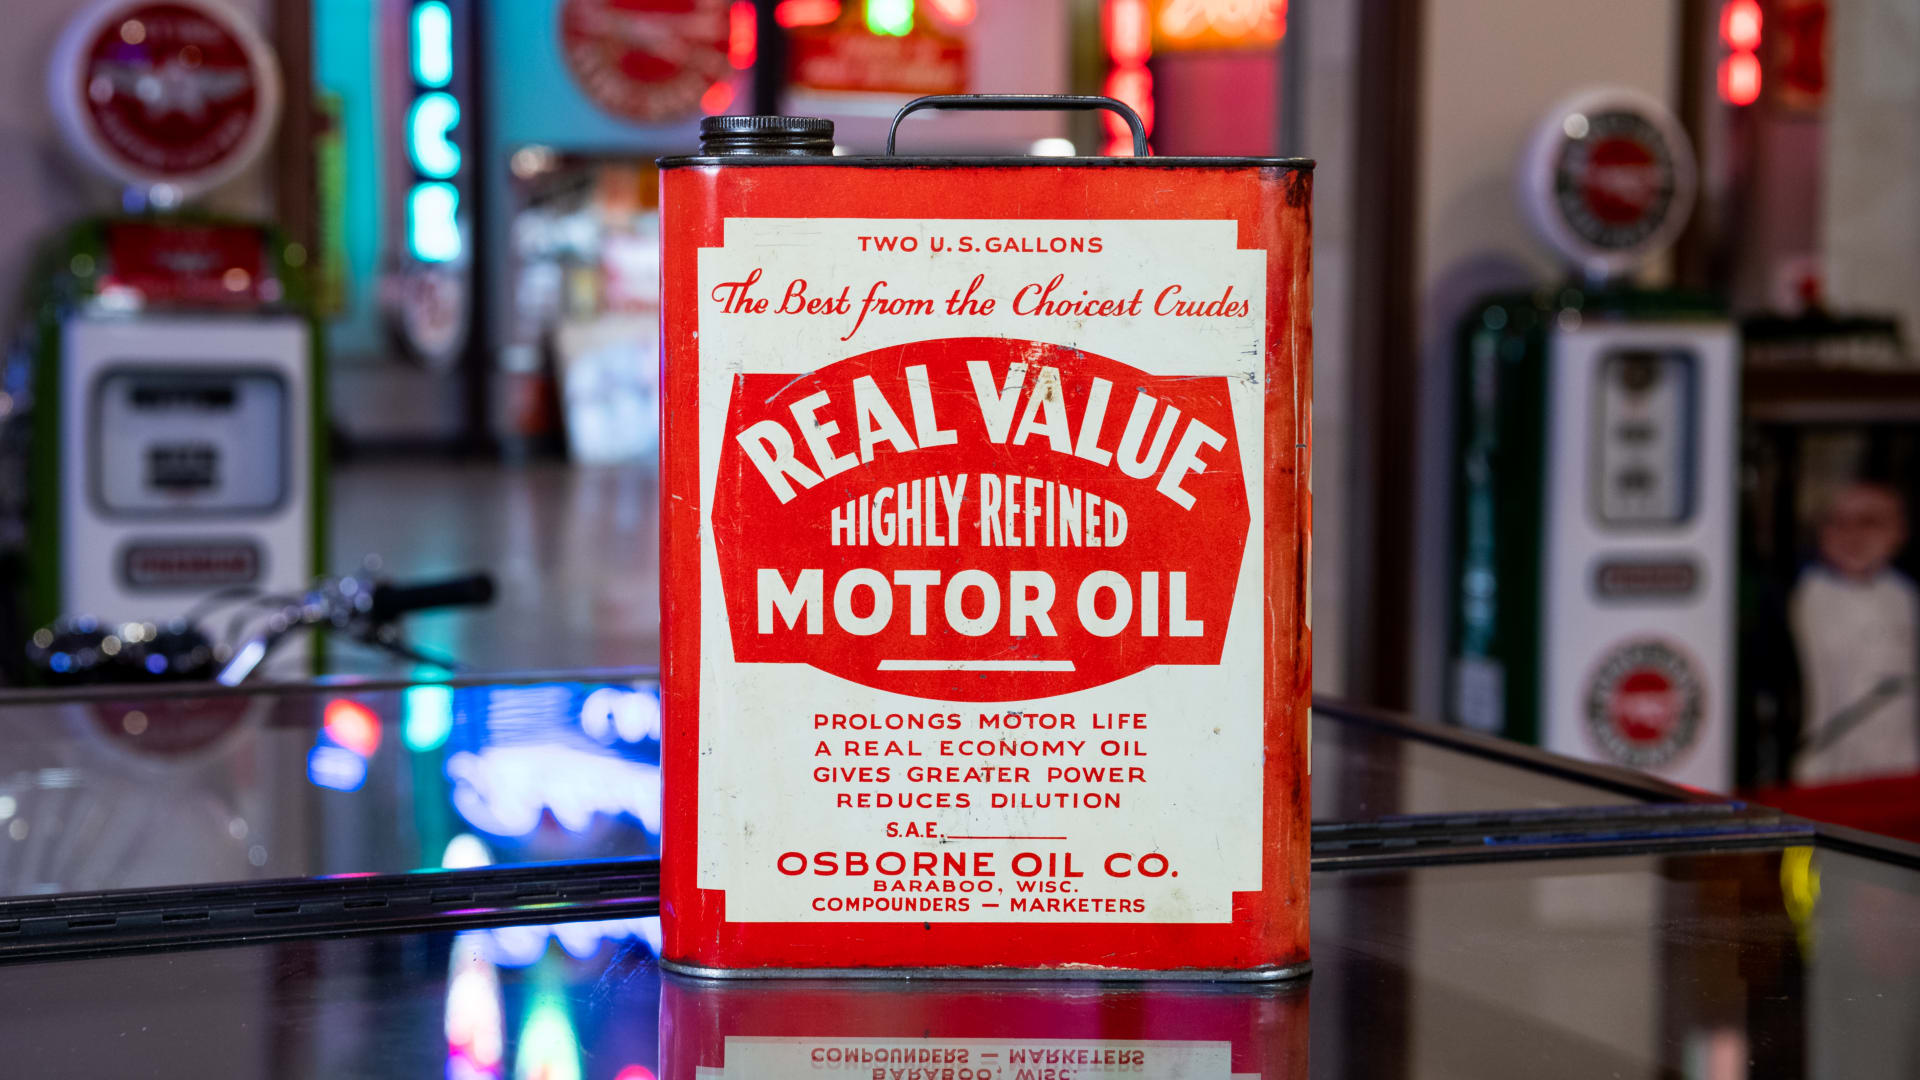 TWO U.S. GALLONS
The Best from the Choicest Crudes
REAL VALUE
HIGHLY REFINED
MOTOR OIL
PROLONGS MOTOR LIFE
A REAL ECONOMY OIL
GIVES GREATER POWER
REDUCES DILUTION
S.A.E.
OSBORNE OIL CO.
BARABOO, WISC.
COMPOUNDERS — MARKETERS